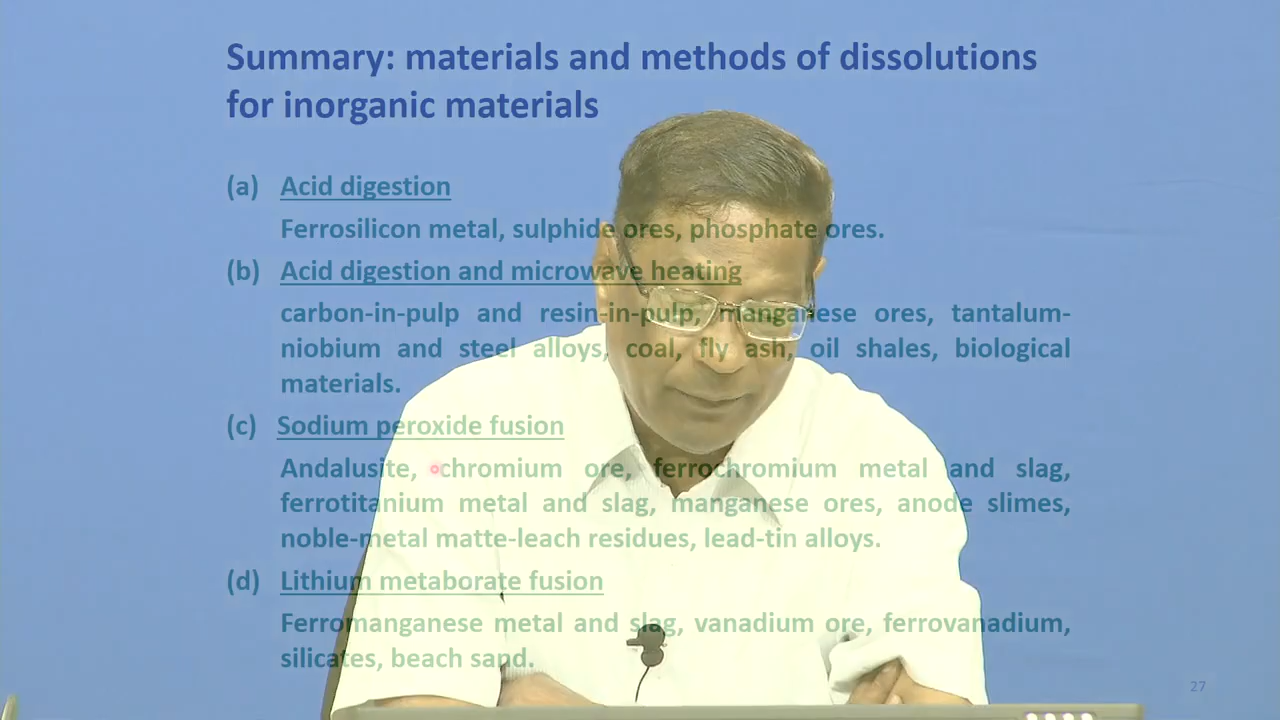 Summary: materials and methods of dissolutions
for inorganic materials
(a) Acid digestion
Ferrosilicon metal, sulphide ores, phosphate ores.
(b) Acid digestion and microwave heating
carbon-in-pulp and resin-in-pulp, manganese ores, tantalum-
niobium and steel alloys, coal, fly ash, oil shales, biological
materials.
(c) Sodium peroxide fusion
Andalusite, chromium ore, ferrochromium metal and slag,
ferrotitanium metal and slag, manganese ores, anode slimes,
noble-metal matte-leach residues, lead-tin alloys.
(d) Lithium metaborate fusion
Ferromanganese metal and slag, vanadium ore, ferrovanadium,
silicates, beach sand.
27